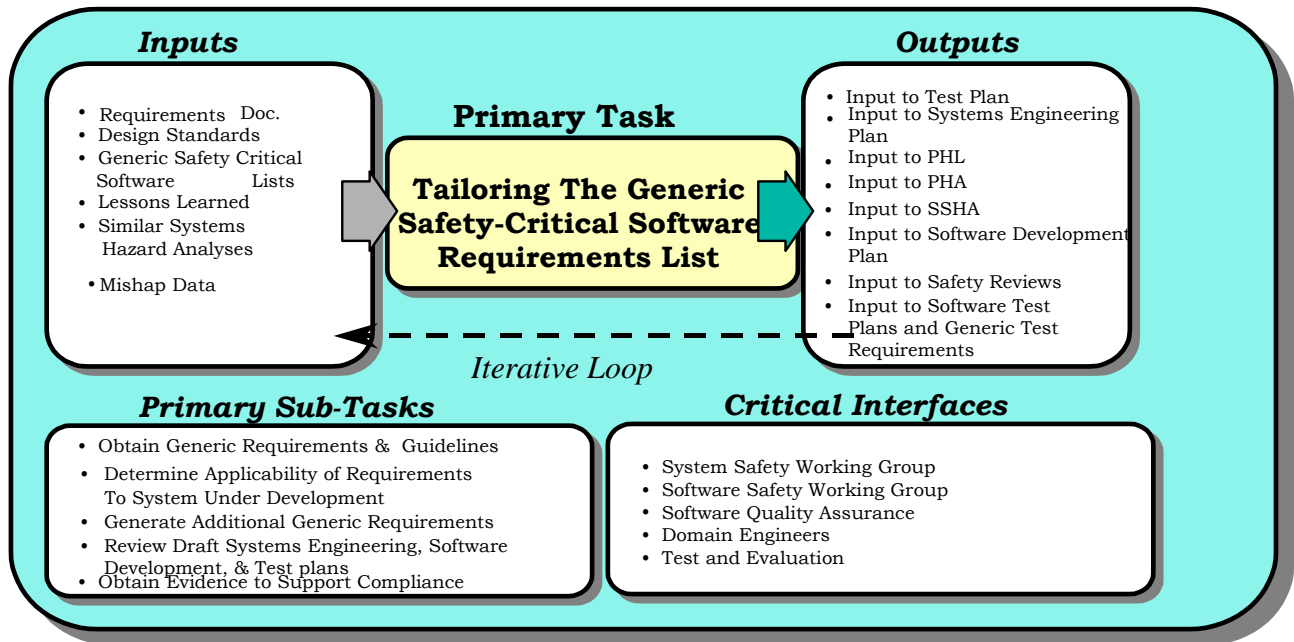 Inputs
• Requirements Doc.
• Design Standards
• Generic Safety Critical
Software Lists
• Lessons Learned
• Similar Systems
Hazard Analyses
• Mishap Data
Primary Task
Tailoring The Generic
Safety-Critical Software
Requirements List
Outputs
• Input to Test Plan
• Input to Systems Engineering
Plan
• Input to PHL
• Input to PHA
• Input to SSHA
• Input to Software Development
Plan
• Input to Safety Reviews
• Input to Software Test
Plans and Generic Test
Requirements
Iterative Loop
Primary Sub-Tasks
• Obtain Generic Requirements & Guidelines
• Determine Applicability of Requirements
To System Under Development
• Generate Additional Generic Requirements
• Review Draft Systems Engineering, Software
Development, & Test plans
• Obtain Evidence to Support Compliance
Critical Interfaces
• System Safety Working Group
• Software Safety Working Group
• Software Quality Assurance
• Domain Engineers
• Test and Evaluation